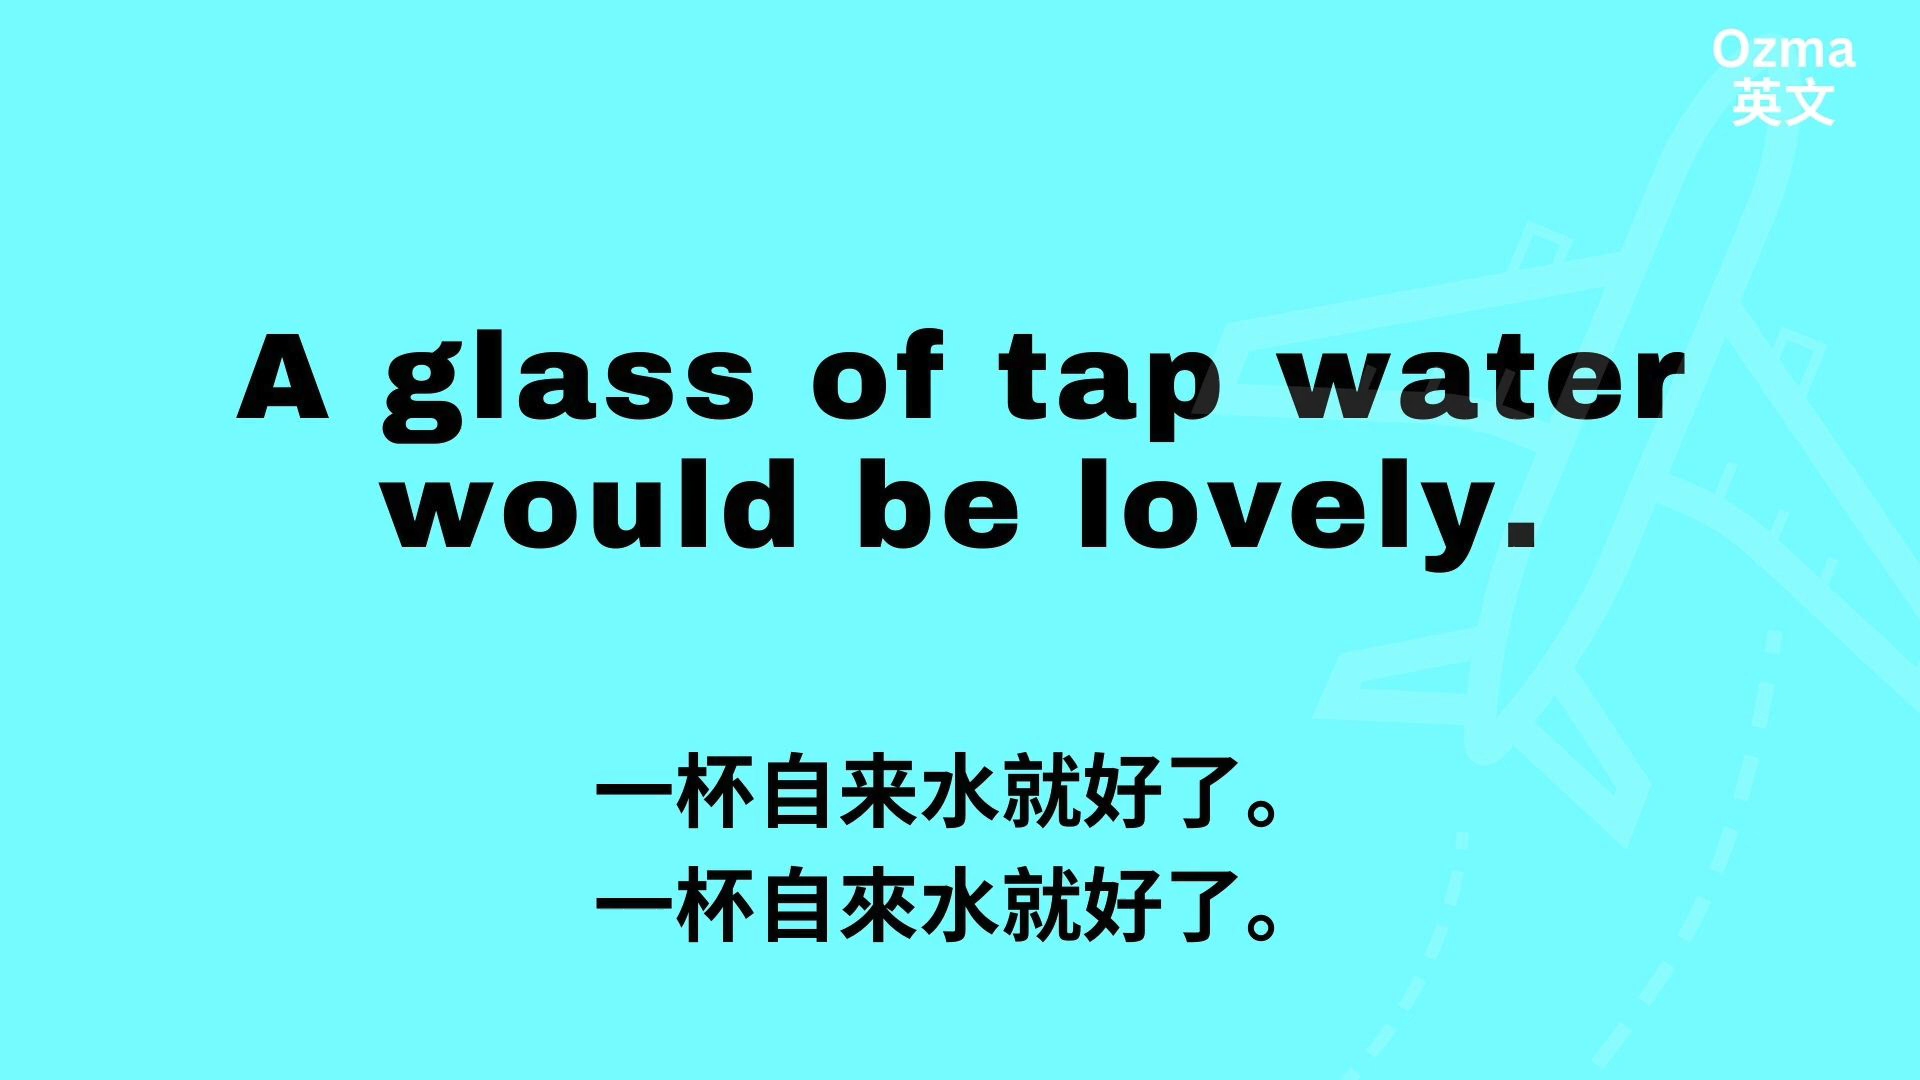 Ozma
英文
A glass of tap water
would be lovely.
一杯自来水就好了。
一杯自來水就好了。